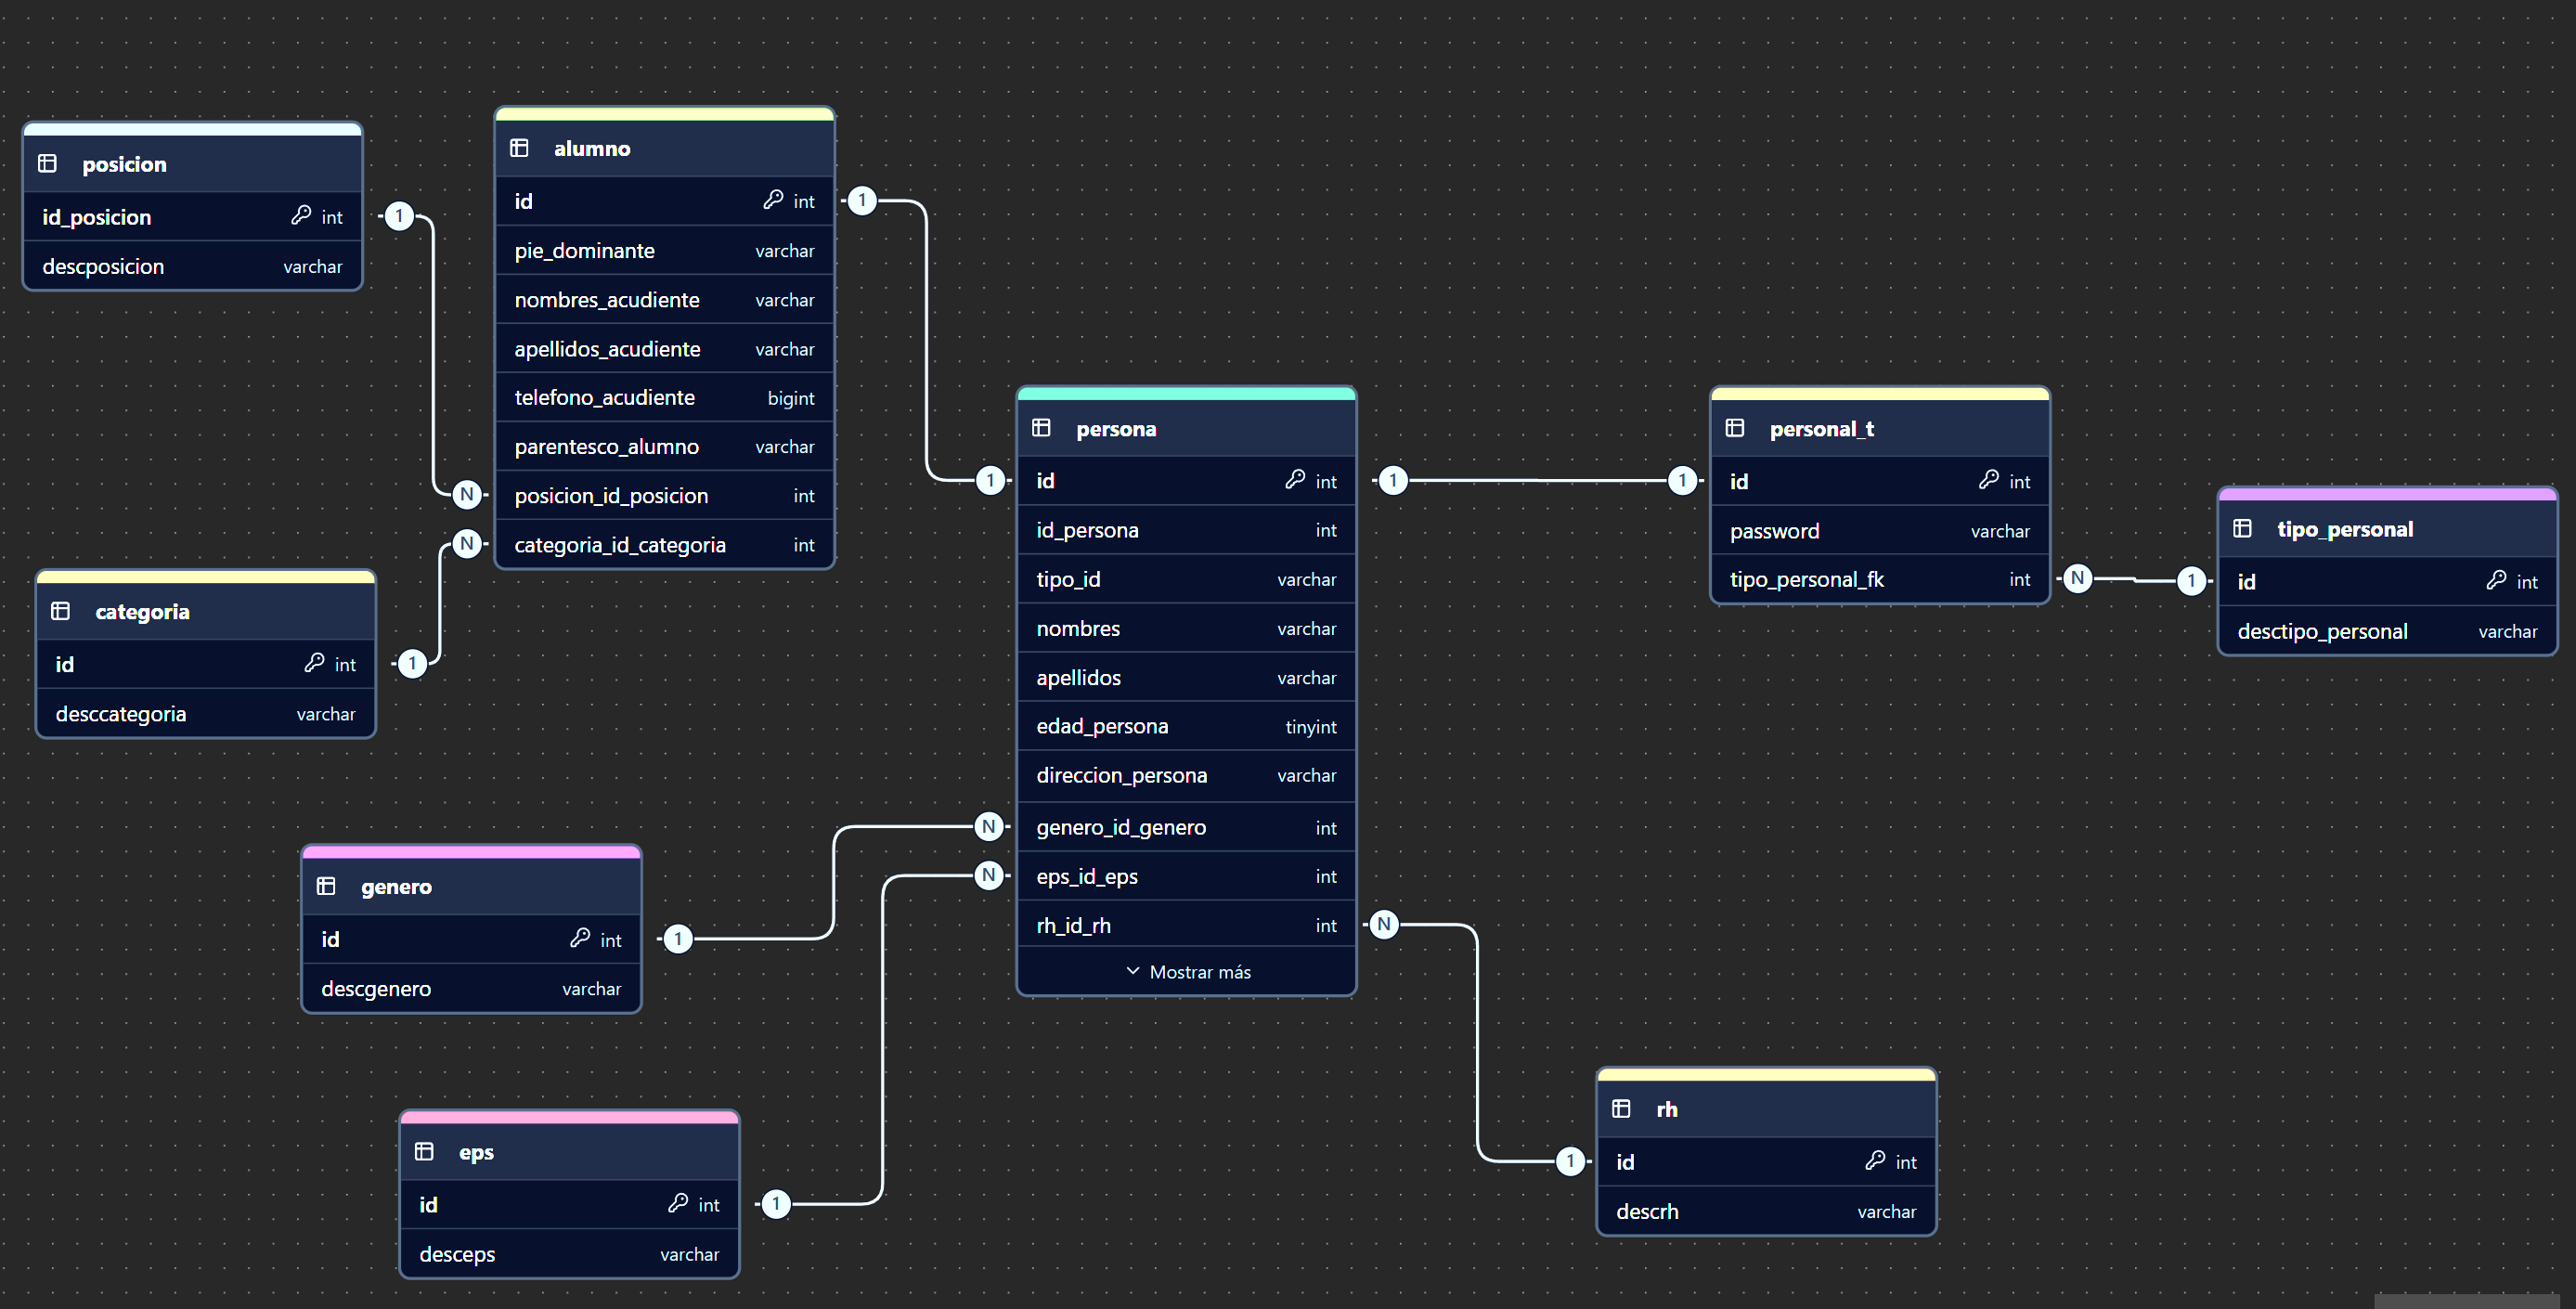 posicion
id_posicion int
descposicion varchar
1
alumno
id int
pie_dominante varchar
nombres_acudiente varchar
apellidos_acudiente varchar
telefono_acudiente bigint
parentesco_alumno varchar
posicion_id_posicion int
categoria_id_categoria int
1
N
N
categoria
id int
desccategoria varchar
1
persona
id int
id_persona int
tipo_id varchar
nombres varchar
apellidos varchar
edad_persona tinyint
direccion_persona varchar
genero_id_genero int
eps_id_eps int
rh_id_rh int
Mostrar más
1
1
N
N
N
personal_t
id int
password varchar
tipo_personal_fk int
1
N
tipo_personal
id int
desctipo_personal varchar
1
genero
id int
descgenero varchar
1
eps
id int
desceps varchar
1
rh
id int
descrh varchar
1